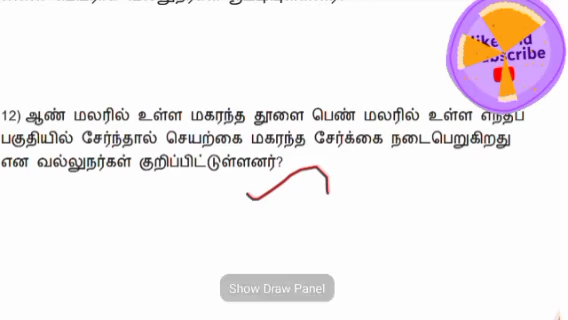 12) ஆண் மலரில் உள்ள மகரந்த தூளை பெண் மலரில் உள்ள எந்தப்
பகுதியில் சேர்ந்தால் செயற்கை மகரந்த சேர்க்கை நடைபெறுகிறது
என வல்லுநர்கள் குறிப்பிட்டுள்ளனர்?
Show Draw Panel